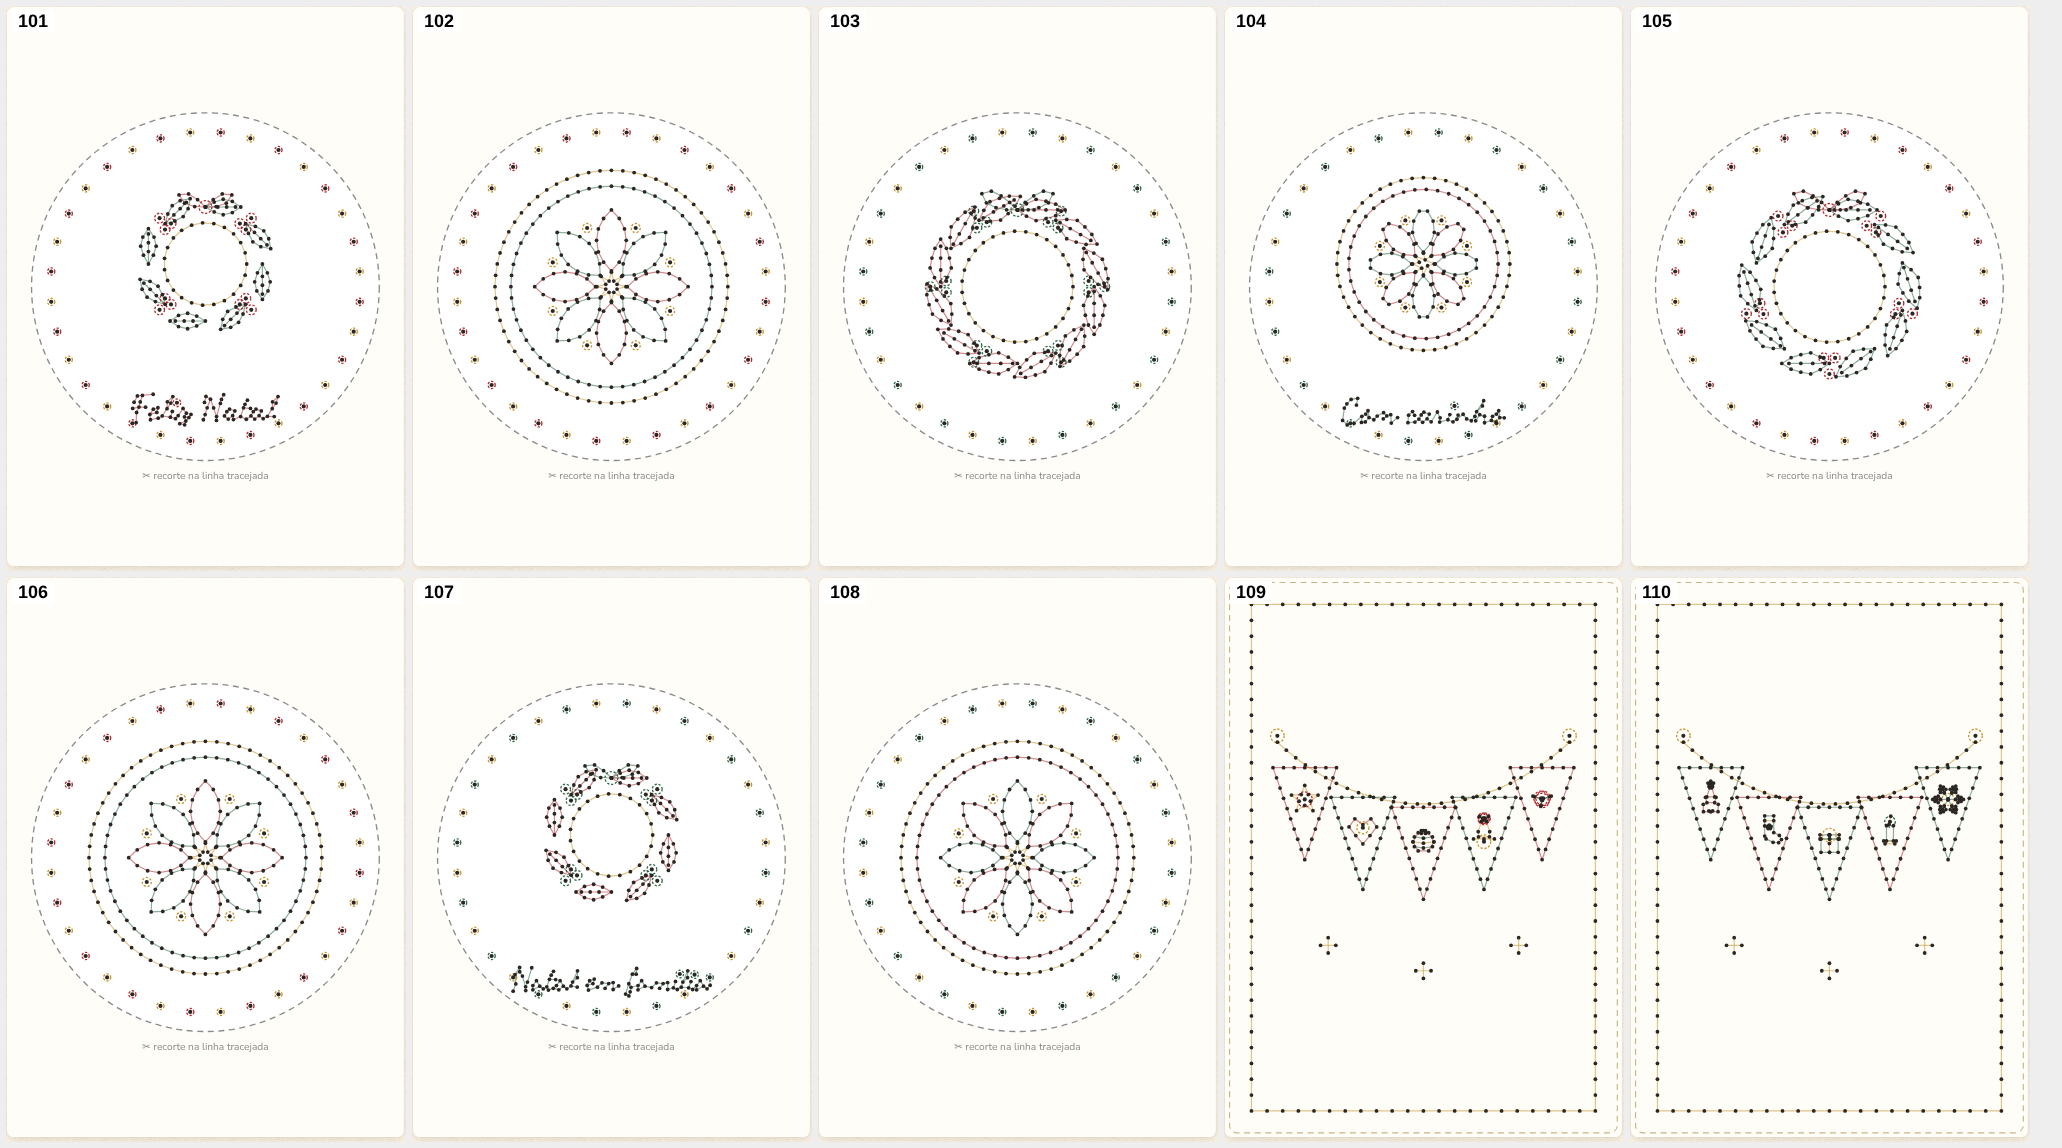 101
102
103
104
105
✂ recorte na linha tracejada
✂ recorte na linha tracejada
✂ recorte na linha tracejada
✂ recorte na linha tracejada
✂ recorte na linha tracejada
106
107
108
109
110
✂ recorte na linha tracejada
✂ recorte na linha tracejada
✂ recorte na linha tracejada